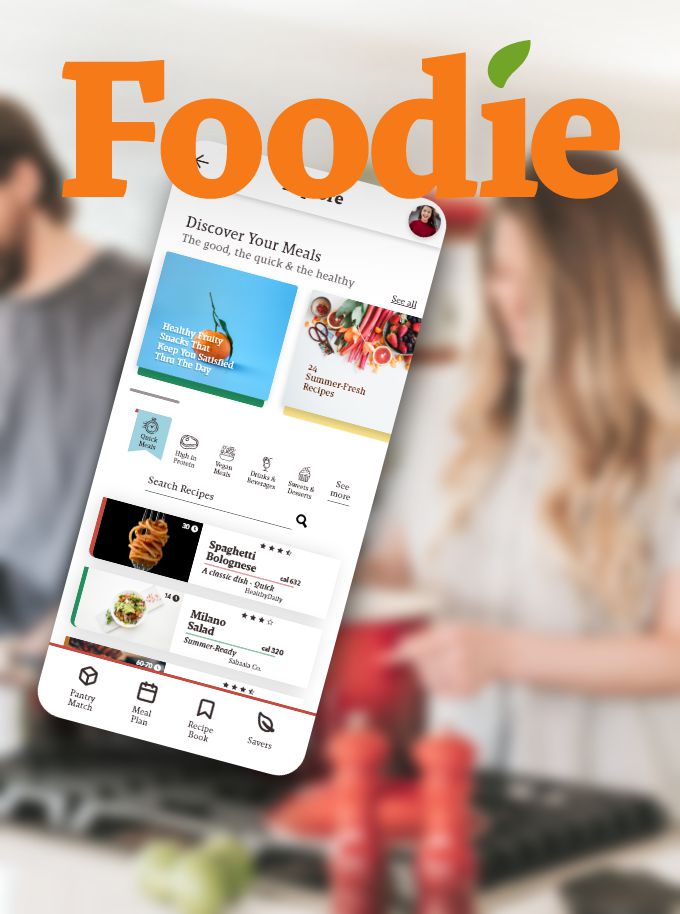 Foodie
Discover Your Meals
The good, the quick & the healthy
See all
Healthy Fruity
Snacks That
Keep You Satisfied
Thru The Day
24
Summer-Fresh
Recipes
Quick
Meals
High in
Protein
Vegan
Meals
Drinks &
Beverages
Sweets &
Desserts
See
more
Search Recipes
30
Spaghetti
Bolognese
cal 632
A classic dish - Quick
HealthyDaily
14
Milano
Salad
cal 320
Summer-Ready
Sabaala Co.
60-70
Pantry
Match
Meal
Plan
Recipe
Book
Savers